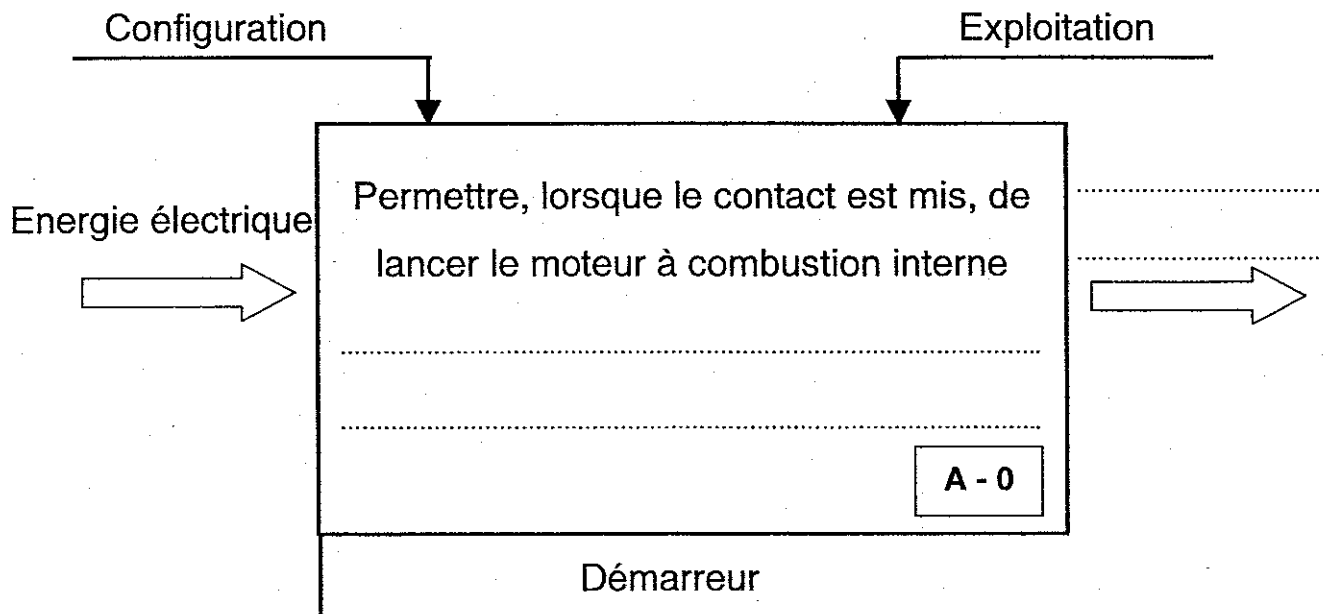 Configuration
Exploitation
Permettre, lorsque le contact est mis, de
Energie électrique
lancer le moteur à combustion interne
A - 0
Démarreur